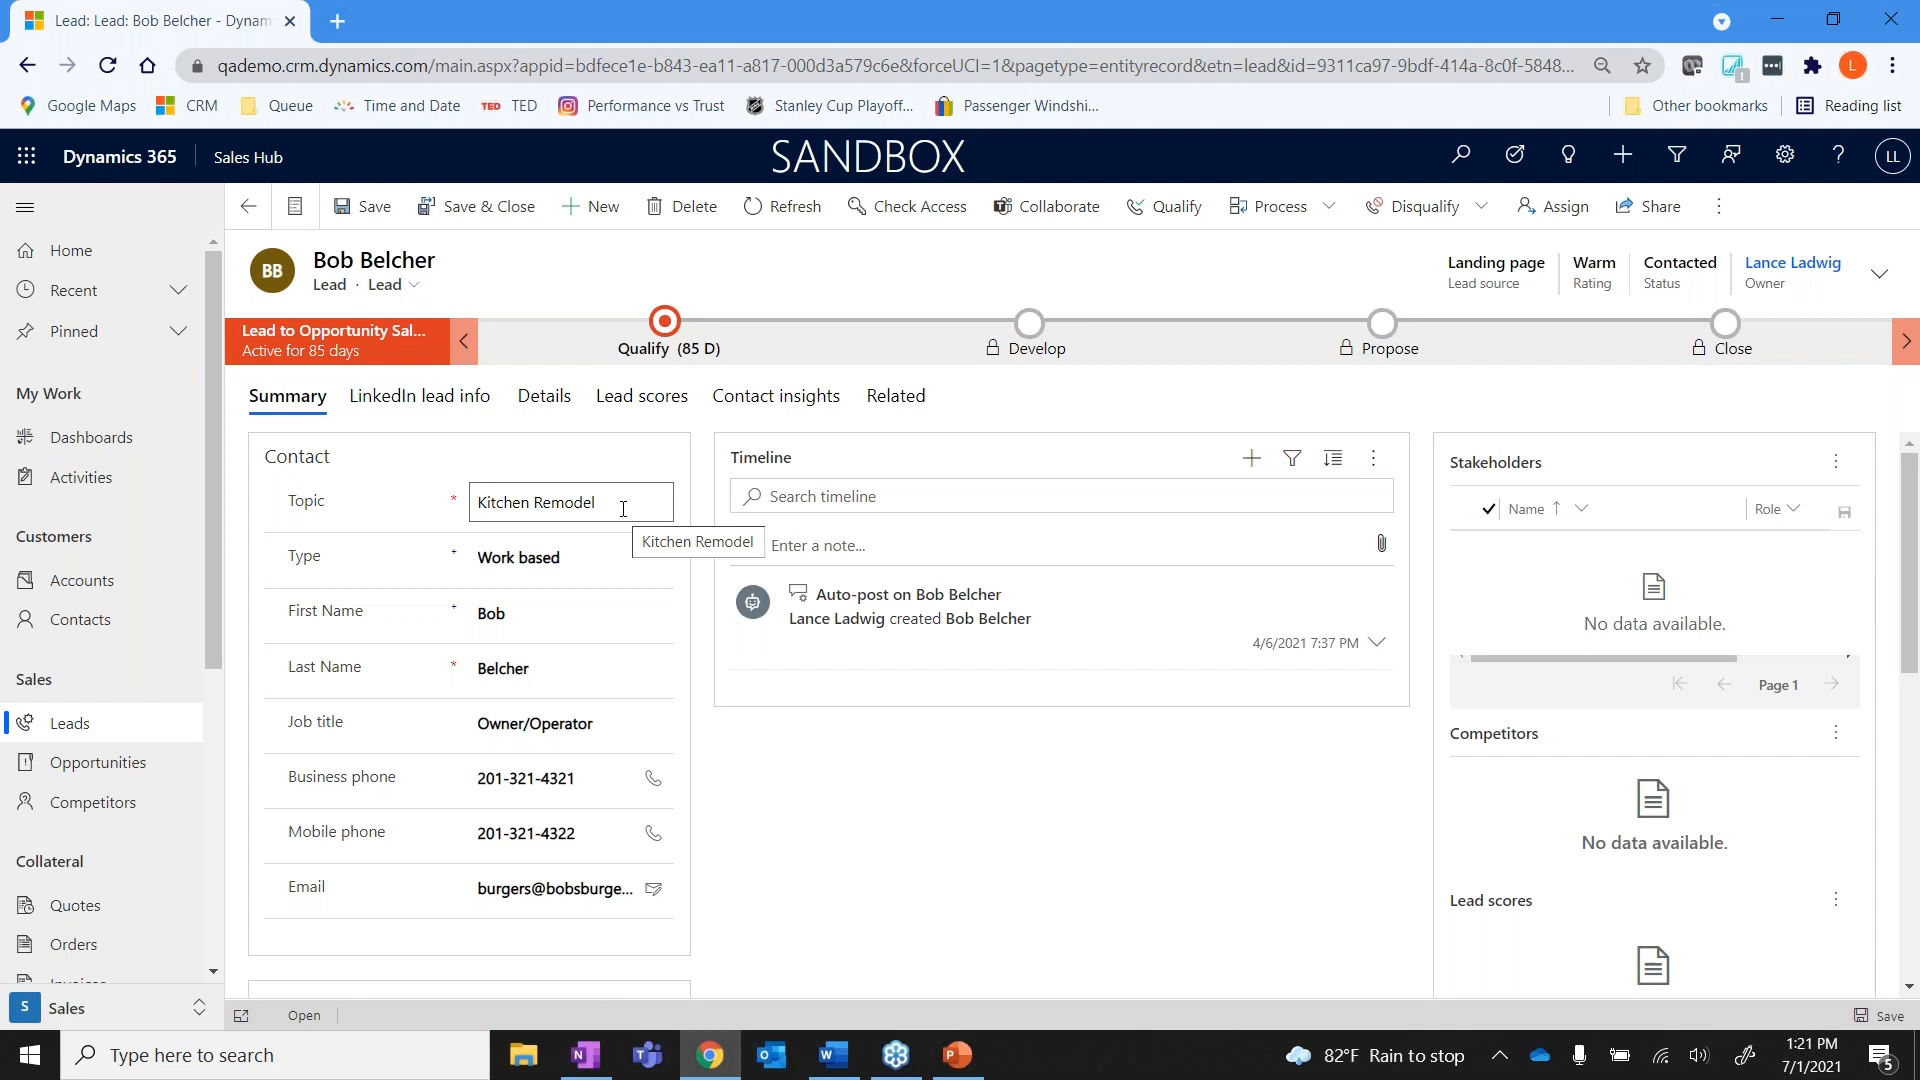 Lead: Lead: Bob Belcher - Dynam
qademo.crm.dynamics.com/main.aspx?appid=bdfece1e-b843-ea11-a817-000d3a579c6e&forceUCI=1&pagetype=entityrecord&etn=lead&id=9311ca97-9bdf-414a-8c0f-5848...
L
Google Maps CRM Queue Time and Date TED TED Performance vs Trust Stanley Cup Playoff... Passenger Windshi... Other bookmarks Reading list
Dynamics 365 Sales Hub SANDBOX LL
Save Save & Close New Delete Refresh Check Access Collaborate Qualify Process Disqualify Assign Share
Home
Recent
Pinned
My Work
Dashboards
Activities
Customers
Accounts
Contacts
Sales
Leads
Opportunities
Competitors
Collateral
Quotes
Orders
Invoices
S Sales
BB
Bob Belcher
Lead · Lead
Landing page
Lead source
Warm
Rating
Contacted
Status
Lance Ladwig
Owner
Lead to Opportunity Sal...
Active for 85 days
Qualify (85 D)
Develop
Propose
Close
Summary LinkedIn lead info Details Lead scores Contact insights Related
Contact
Topic * Kitchen Remodel
Kitchen Remodel
Type + Work based
First Name + Bob
Last Name * Belcher
Job title Owner/Operator
Business phone 201-321-4321
Mobile phone 201-321-4322
Email burgers@bobsburge...
Timeline
Search timeline
Enter a note...
Auto-post on Bob Belcher
Lance Ladwig created Bob Belcher
4/6/2021 7:37 PM
Stakeholders
Name Role
No data available.
Page 1
Competitors
No data available.
Lead scores
Open
Save
Type here to search
82°F Rain to stop
1:21 PM
7/1/2021
5